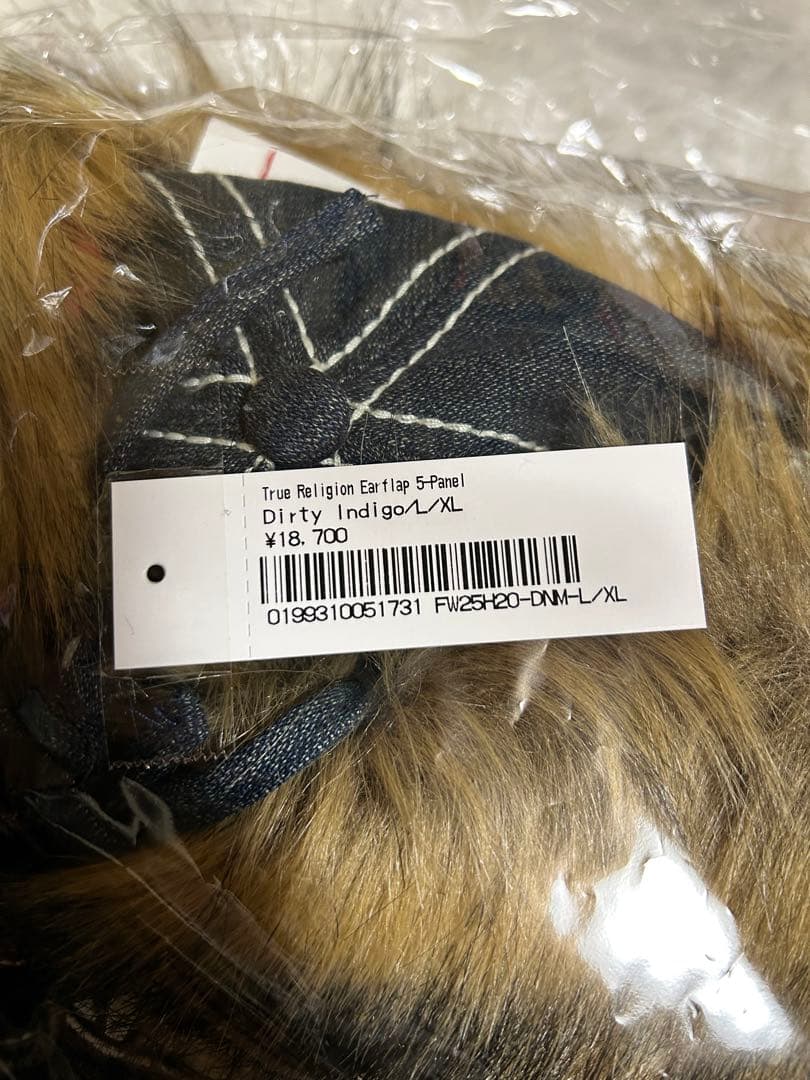 True Religion Earflap 5-Panel
Dirty Indigo/L/XL
¥18,700
0199310051731 FW25H20-DNM-L/XL